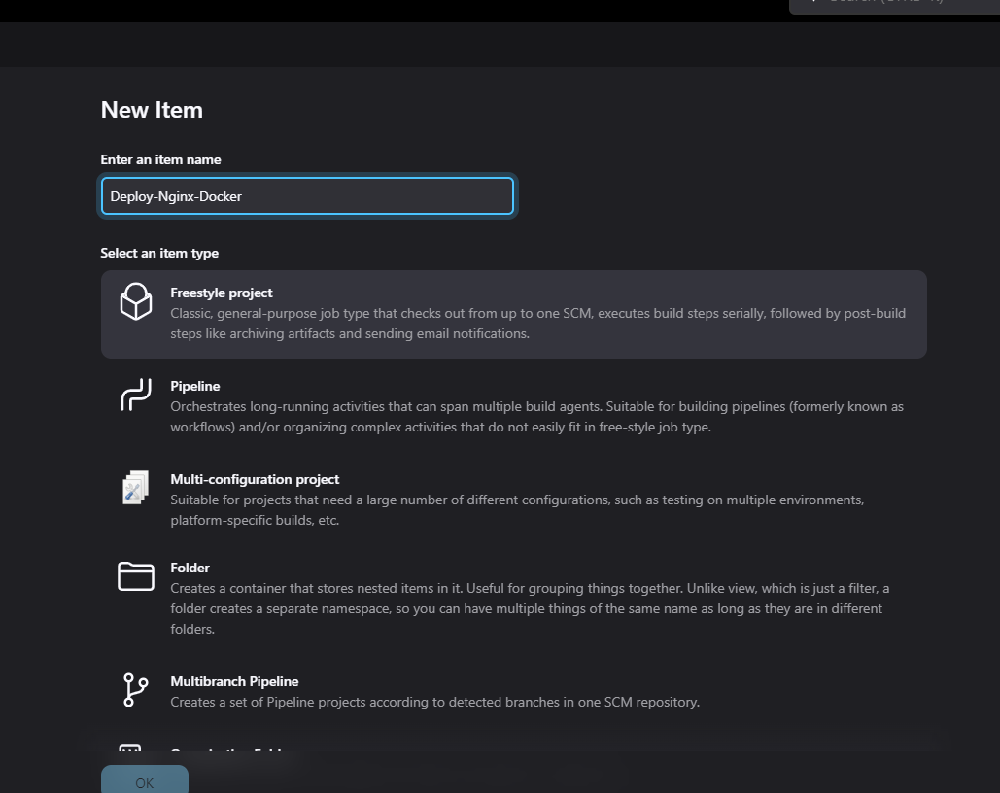 New Item
Enter an item name
Deploy-Nginx-Docker
Select an item type
Freestyle project
Classic, general-purpose job type that checks out from up to one SCM, executes build steps serially, followed by post-build
steps like archiving artifacts and sending email notifications.
Pipeline
Orchestrates long-running activities that can span multiple build agents. Suitable for building pipelines (formerly known as
workflows) and/or organizing complex activities that do not easily fit in free-style job type.
Multi-configuration project
Suitable for projects that need a large number of different configurations, such as testing on multiple environments,
platform-specific builds, etc.
Folder
Creates a container that stores nested items in it. Useful for grouping things together. Unlike view, which is just a filter, a
folder creates a separate namespace, so you can have multiple things of the same name as long as they are in different
folders.
Multibranch Pipeline
Creates a set of Pipeline projects according to detected branches in one SCM repository.
OK